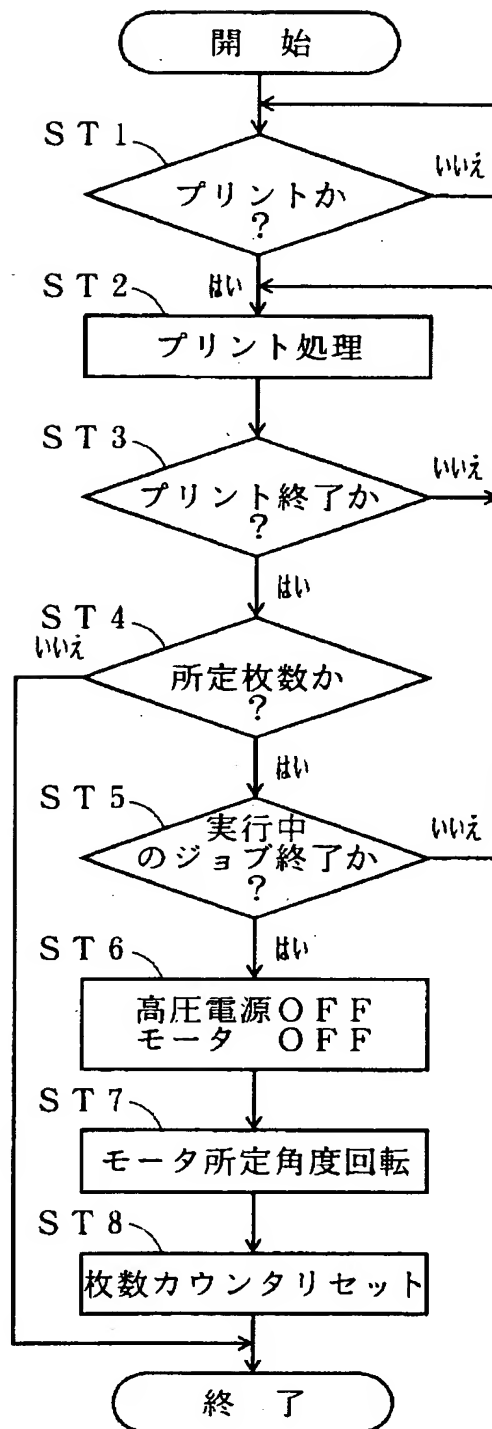 開 始
ST1
いいえ
プリントか
?
はい
ST2
プリント処理
ST3
いいえ
プリント終了か
?
はい
ST4
いいえ
所定枚数か
?
はい
ST5
実行中
いいえ
のジョブ終了か
?
はい
ST6
高圧電源OFF
モータ OFF
ST7
モータ所定角度回転
ST8
枚数カウンタリセット
終 了